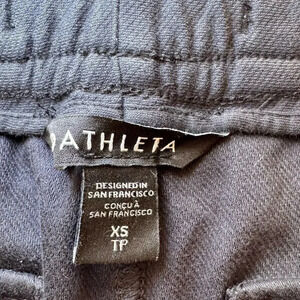 ATHLETA
DESIGNED IN
SAN FRANCISCO
CONÇU À
SAN FRANCISCO
XS
TP